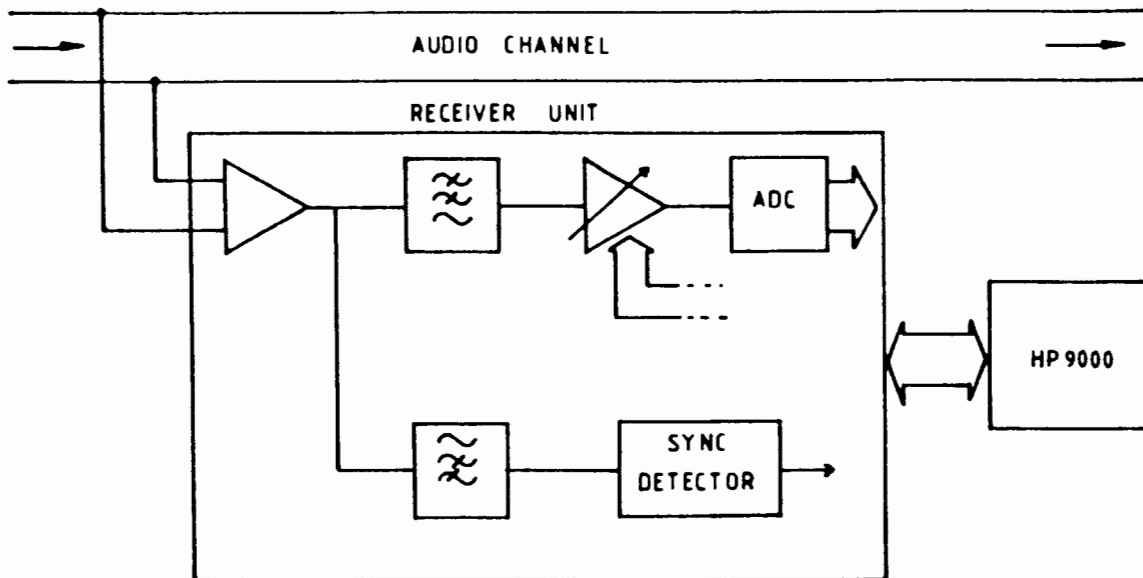 AUDIO CHANNEL
RECEIVER UNIT
ADC
HP 9000
SYNC
DETECTOR